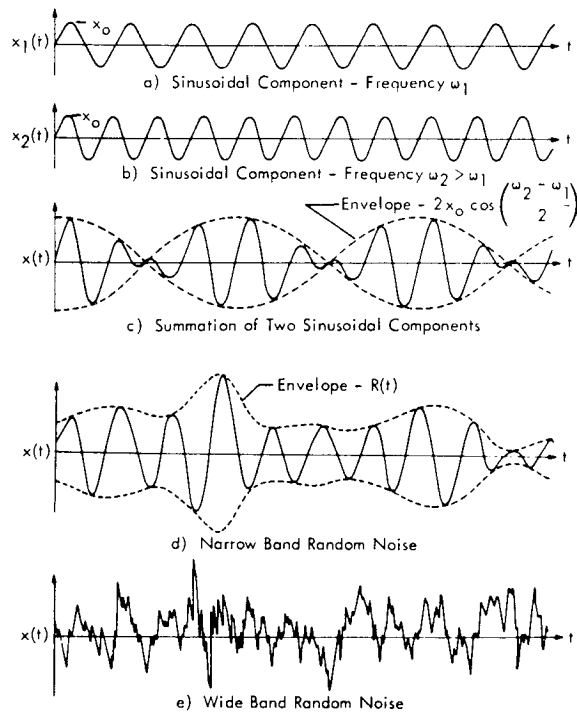 x₁(t)
x₀
t
a) Sinusoidal Component – Frequency ω₁
x₂(t)
x₀
t
b) Sinusoidal Component – Frequency ω₂ > ω₁
Envelope – 2x₀ cos (ω₂ – ω₁ / 2)
x(t)
t
c) Summation of Two Sinusoidal Components
Envelope – R(t)
x(t)
t
d) Narrow Band Random Noise
x(t)
t
e) Wide Band Random Noise